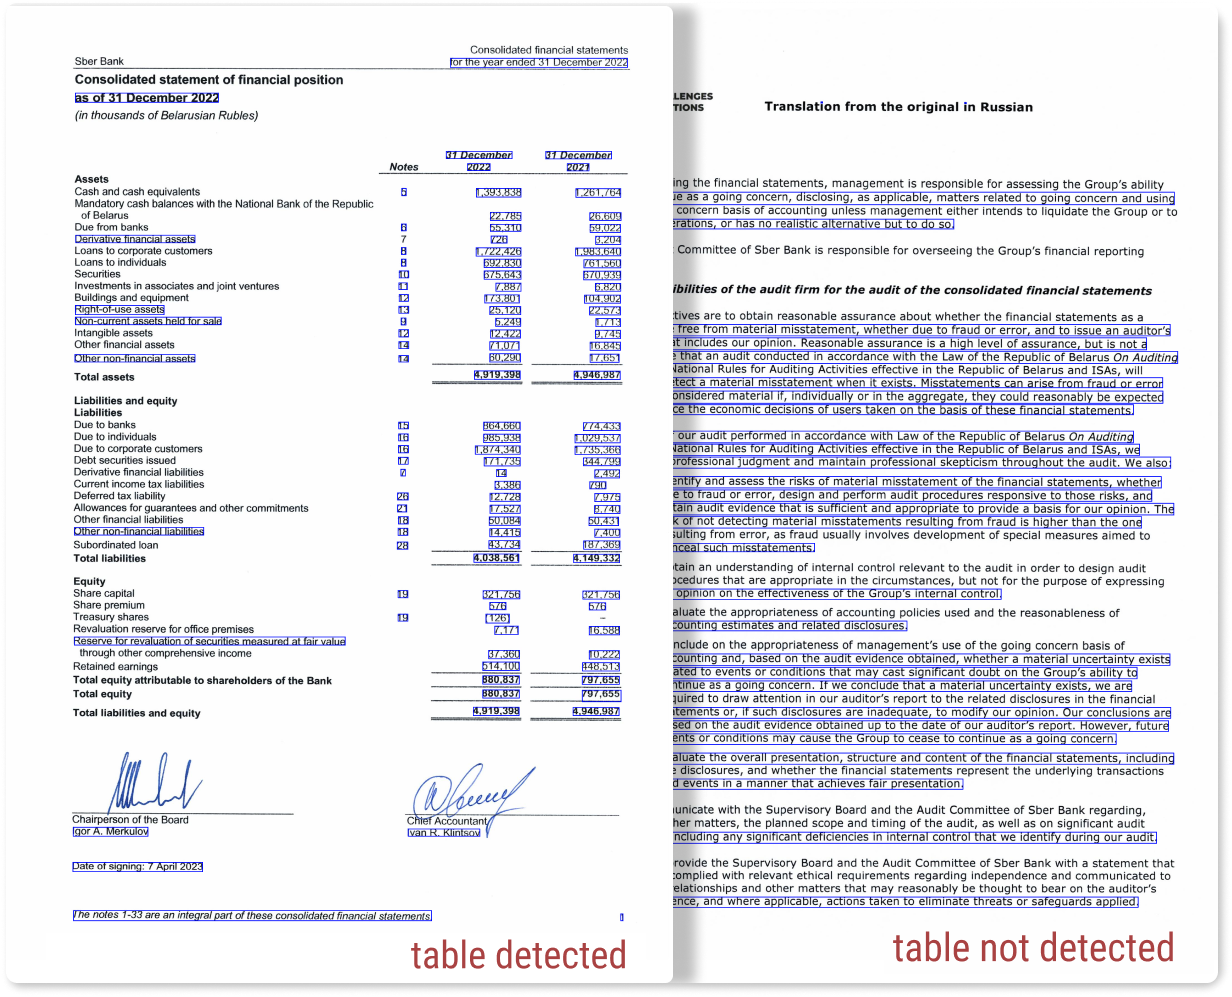 Consolidated financial statements
Sber Bank for the year ended 31 December 2022
Consolidated statement of financial position
as of 31 December 2022
(in thousands of Belarusian Rubles)
Notes 31 December 2022 31 December 2021
Assets
Cash and cash equivalents 5 1,393,838 1,261,764
Mandatory cash balances with the National Bank of the Republic
of Belarus 22,785 26,609
Due from banks 6 55,310 59,022
Derivative financial assets 7 726 3,204
Loans to corporate customers 8 1,722,426 1,983,640
Loans to individuals 8 692,830 761,560
Securities 10 675,643 670,939
Investments in associates and joint ventures 11 7,887 6,820
Buildings and equipment 12 173,801 104,902
Right-of-use assets 13 25,120 22,573
Non-current assets held for sale 9 5,249 1,713
Intangible assets 12 12,422 9,745
Other financial assets 14 71,071 16,845
Other non-financial assets 14 60,290 17,651
Total assets 4,919,398 4,946,987
Liabilities and equity
Liabilities
Due to banks 15 864,660 774,433
Due to individuals 16 985,938 1,029,537
Due to corporate customers 16 1,874,340 1,735,366
Debt securities issued 17 171,735 344,799
Derivative financial liabilities 7 14 2,492
Current income tax liabilities 3,386 790
Deferred tax liability 26 12,728 7,975
Allowances for guarantees and other commitments 21 17,527 8,740
Other financial liabilities 18 50,084 50,431
Other non-financial liabilities 18 14,415 7,400
Subordinated loan 28 43,734 187,369
Total liabilities 4,038,561 4,149,332
Equity
Share capital 19 321,756 321,756
Share premium 576 576
Treasury shares 19 (126) –
Revaluation reserve for office premises 7,171 16,588
Reserve for revaluation of securities measured at fair value
through other comprehensive income 37,360 10,222
Retained earnings 514,100 448,513
Total equity attributable to shareholders of the Bank 880,837 797,655
Total equity 880,837 797,655
Total liabilities and equity 4,919,398 4,946,987
Chairperson of the Board
Igor A. Merkulov
Chief Accountant
Ivan R. Klintsov
Date of signing: 7 April 2023
The notes 1-33 are an integral part of these consolidated financial statements.
1
table detected
LENGES
TIONS
Translation from the original in Russian
ing the financial statements, management is responsible for assessing the Group's ability
ue as a going concern, disclosing, as applicable, matters related to going concern and using
concern basis of accounting unless management either intends to liquidate the Group or to
erations, or has no realistic alternative but to do so.
Committee of Sber Bank is responsible for overseeing the Group's financial reporting
ibilities of the audit firm for the audit of the consolidated financial statements
tives are to obtain reasonable assurance about whether the financial statements as a
free from material misstatement, whether due to fraud or error, and to issue an auditor's
at includes our opinion. Reasonable assurance is a high level of assurance, but is not a
e that an audit conducted in accordance with the Law of the Republic of Belarus On Auditing
National Rules for Auditing Activities effective in the Republic of Belarus and ISAs, will
etect a material misstatement when it exists. Misstatements can arise from fraud or error
onsidered material if, individually or in the aggregate, they could reasonably be expected
ce the economic decisions of users taken on the basis of these financial statements.
our audit performed in accordance with Law of the Republic of Belarus On Auditing
National Rules for Auditing Activities effective in the Republic of Belarus and ISAs, we
professional judgment and maintain professional skepticism throughout the audit. We also:
entify and assess the risks of material misstatement of the financial statements, whether
e to fraud or error, design and perform audit procedures responsive to those risks, and
tain audit evidence that is sufficient and appropriate to provide a basis for our opinion. The
k of not detecting material misstatements resulting from fraud is higher than the one
sulting from error, as fraud usually involves development of special measures aimed to
nceal such misstatements.
tain an understanding of internal control relevant to the audit in order to design audit
ocedures that are appropriate in the circumstances, but not for the purpose of expressing
opinion on the effectiveness of the Group's internal control.
aluate the appropriateness of accounting policies used and the reasonableness of
counting estimates and related disclosures.
nclude on the appropriateness of management's use of the going concern basis of
counting and, based on the audit evidence obtained, whether a material uncertainty exists
ated to events or conditions that may cast significant doubt on the Group's ability to
ntinue as a going concern. If we conclude that a material uncertainty exists, we are
quired to draw attention in our auditor's report to the related disclosures in the financial
atements or, if such disclosures are inadequate, to modify our opinion. Our conclusions are
sed on the audit evidence obtained up to the date of our auditor's report. However, future
ents or conditions may cause the Group to cease to continue as a going concern.
aluate the overall presentation, structure and content of the financial statements, including
e disclosures, and whether the financial statements represent the underlying transactions
d events in a manner that achieves fair presentation.
unicate with the Supervisory Board and the Audit Committee of Sber Bank regarding,
her matters, the planned scope and timing of the audit, as well as on significant audit
ncluding any significant deficiencies in internal control that we identify during our audit.
rovide the Supervisory Board and the Audit Committee of Sber Bank with a statement that
omplied with relevant ethical requirements regarding independence and communicated to
elationships and other matters that may reasonably be thought to bear on the auditor's
ence, and where applicable, actions taken to eliminate threats or safeguards applied.
table not detected